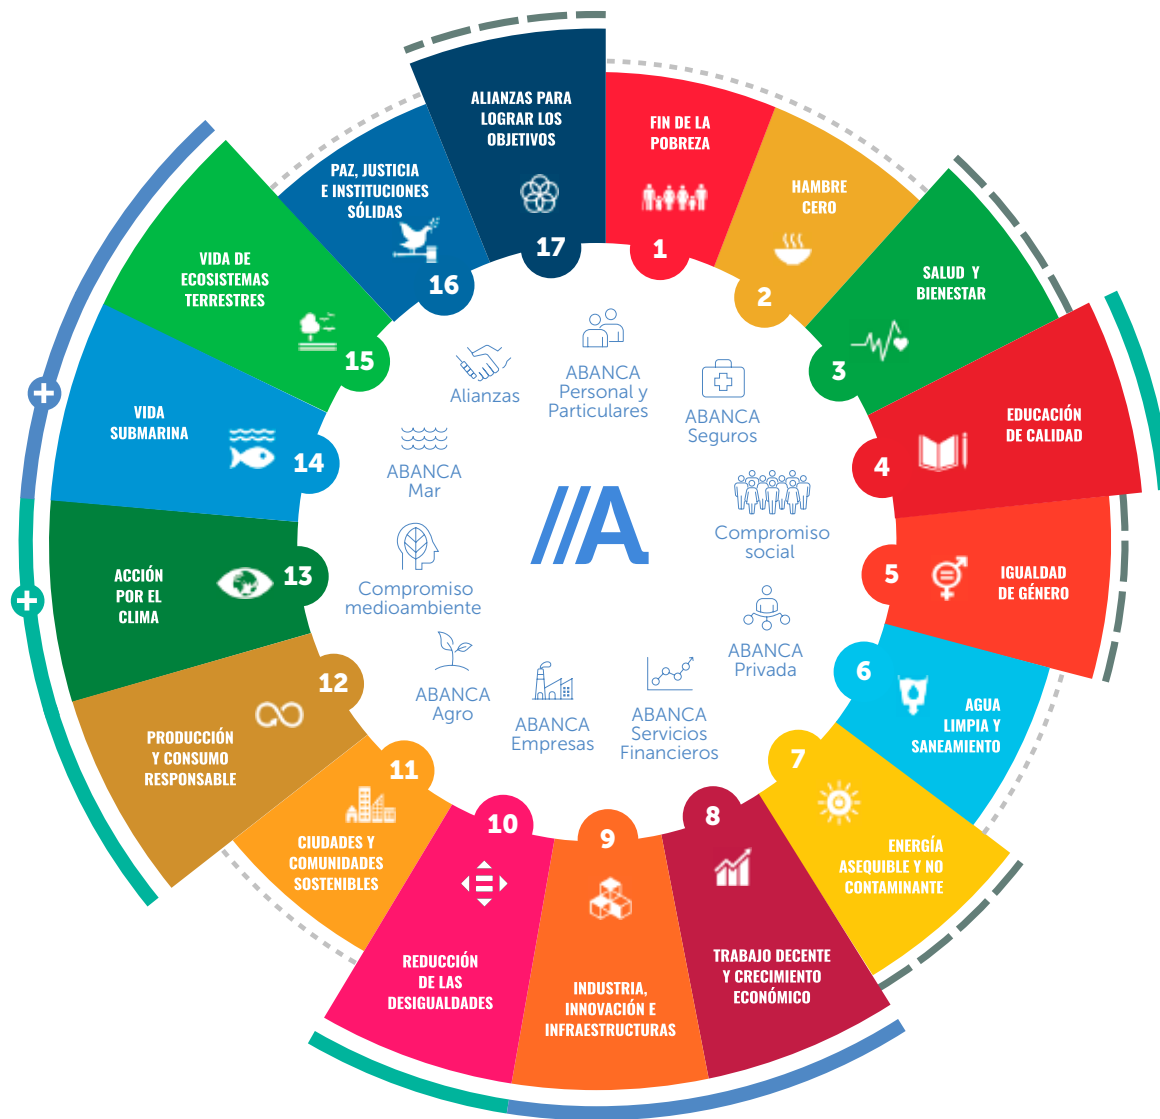 ALIANZAS PARA
LOGRAR LOS
OBJETIVOS
17
FIN DE LA
POBREZA
1
HAMBRE
CERO
2
SALUD Y
BIENESTAR
3
EDUCACIÓN
DE CALIDAD
4
IGUALDAD
DE GÉNERO
5
AGUA
LIMPIA Y
SANEAMIENTO
6
ENERGÍA
ASEQUIBLE Y NO
CONTAMINANTE
7
TRABAJO DECENTE
Y CRECIMIENTO
ECONÓMICO
8
INDUSTRIA,
INNOVACIÓN E
INFRAESTRUCTURAS
9
REDUCCIÓN
DE LAS
DESIGUALDADES
10
CIUDADES Y
COMUNIDADES
SOSTENIBLES
11
PRODUCCIÓN
Y CONSUMO
RESPONSABLE
12
ACCIÓN
POR EL
CLIMA
13
VIDA
SUBMARINA
14
VIDA DE
ECOSISTEMAS
TERRESTRES
15
PAZ, JUSTICIA
E INSTITUCIONES
SÓLIDAS
16
+
+
Alianzas
ABANCA
Personal y
Particulares
ABANCA
Seguros
Compromiso
social
ABANCA
Privada
ABANCA
Servicios
Financieros
ABANCA
Empresas
ABANCA
Agro
Compromiso
medioambiente
ABANCA
Mar
//A